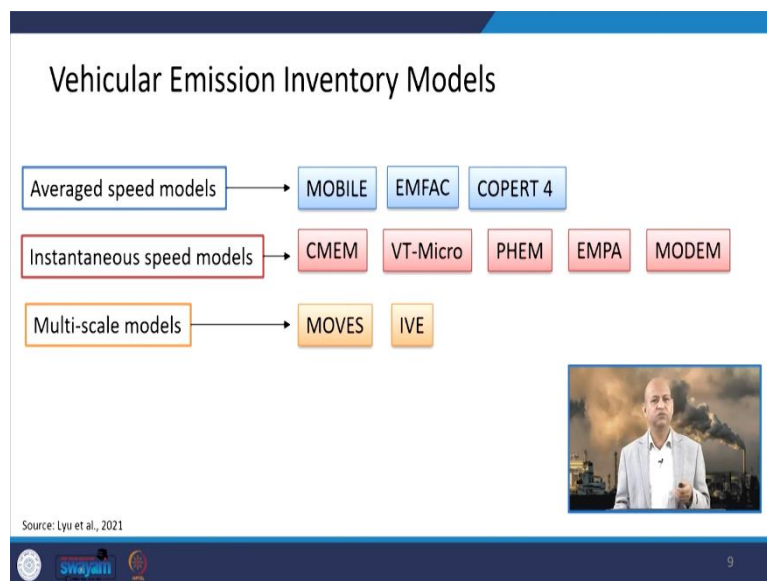 Vehicular Emission Inventory Models
Averaged speed models MOBILE EMFAC COPERT 4
Instantaneous speed models CMEM VT-Micro PHEM EMPA MODEM
Multi-scale models MOVES IVE
Source: Lyu et al., 2021
swayam 9